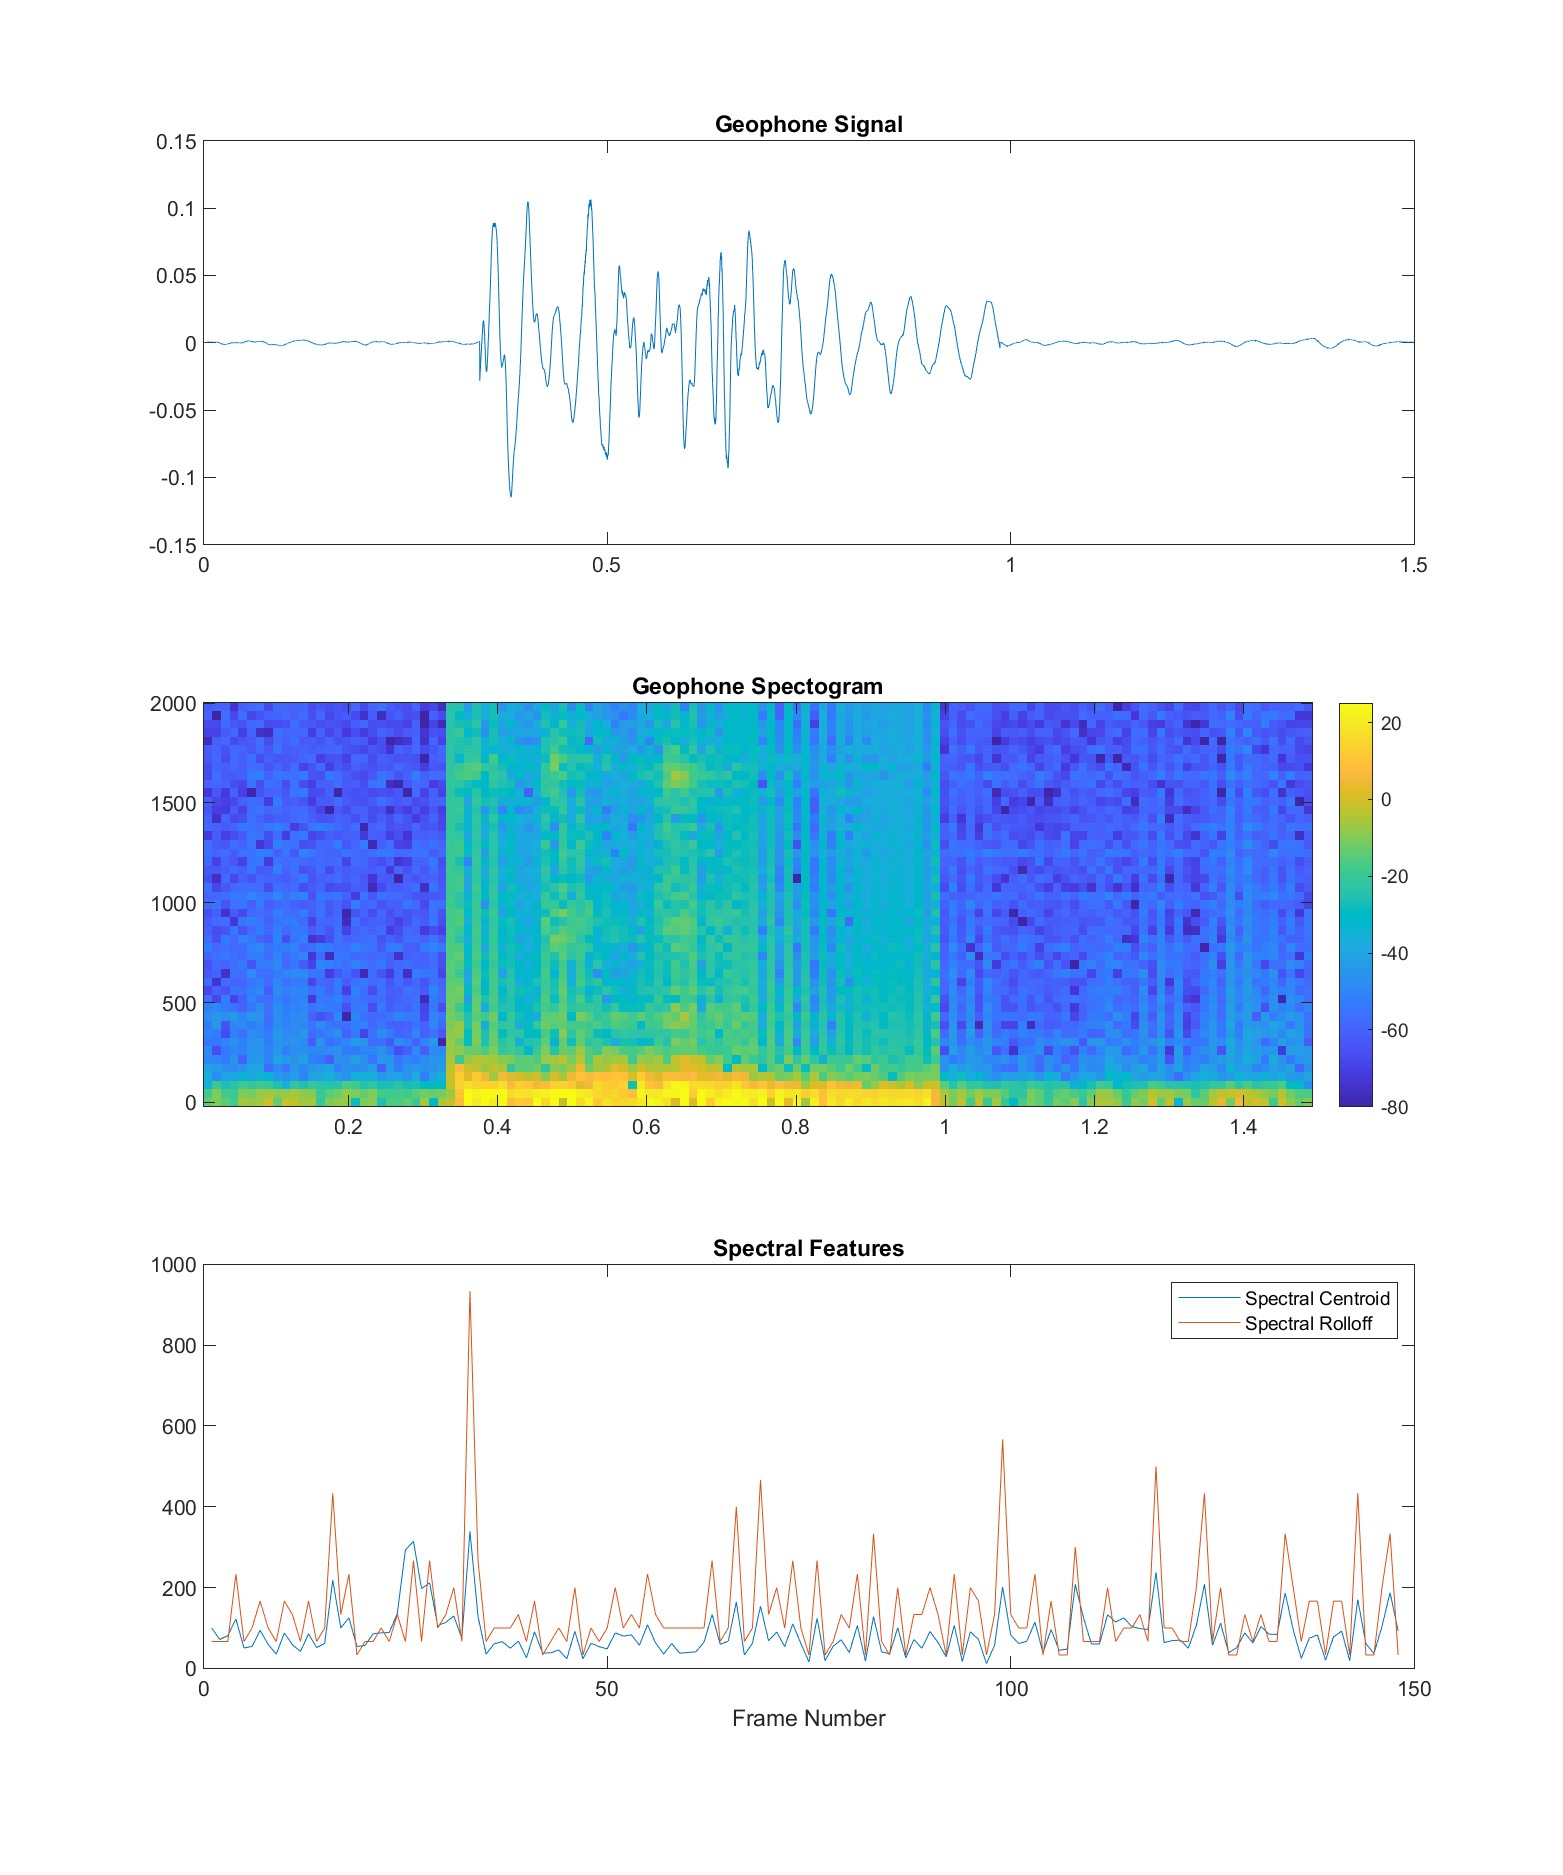 Geophone Signal
0.15
0.1
0.05
0
-0.05
-0.1
-0.15
0 0.5 1 1.5
Geophone Spectogram
2000
1500
1000
500
0
20
0
-20
-40
-60
-80
0.2 0.4 0.6 0.8 1 1.2 1.4
Spectral Features
1000
800
600
400
200
0
Spectral Centroid
Spectral Rolloff
0 50 100 150
Frame Number